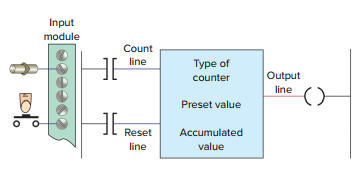 Input
module
Count
line
Type of
counter
Output
line
Preset value
Reset
line
Accumulated
value